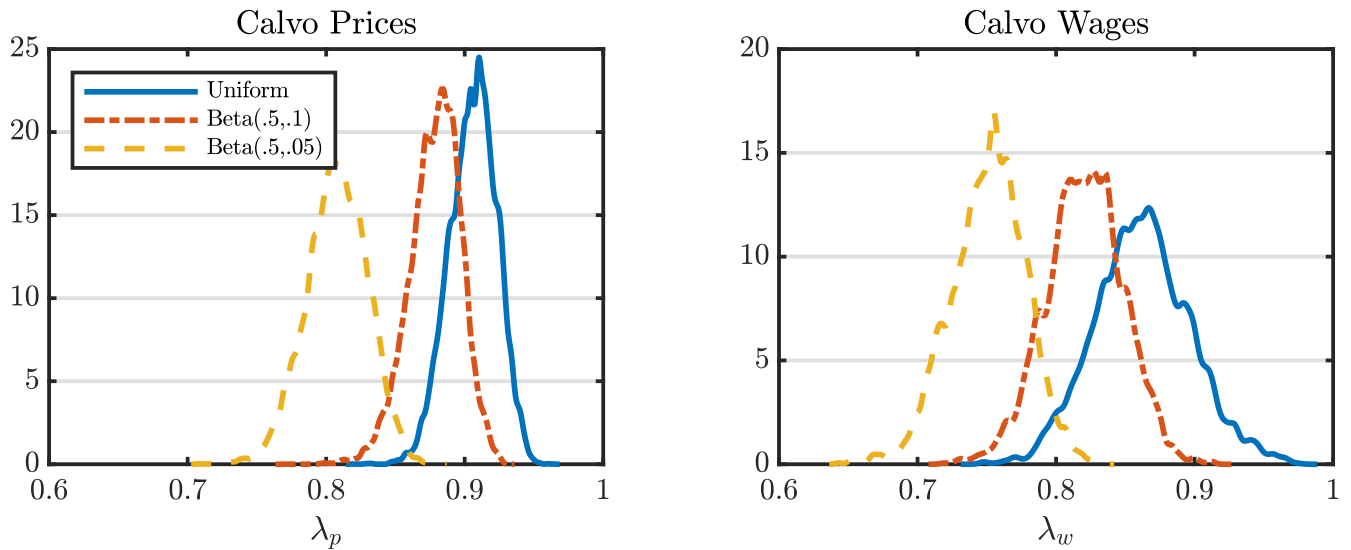 Calvo Prices
25
20
15
10
5
0
Uniform
Beta(.5,.1)
Beta(.5,.05)
0.6 0.7 0.8 0.9 1
λp
Calvo Wages
20
15
10
5
0
0.6 0.7 0.8 0.9 1
λw